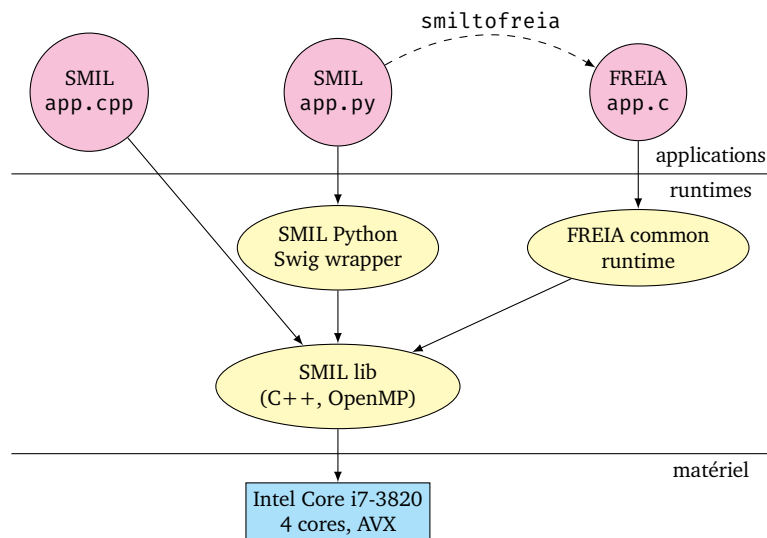 smiltofreia
SMIL
app.cpp
SMIL
app.py
FREIA
app.c
applications
runtimes
SMIL Python
Swig wrapper
FREIA common
runtime
SMIL lib
(C++, OpenMP)
matériel
Intel Core i7-3820
4 cores, AVX